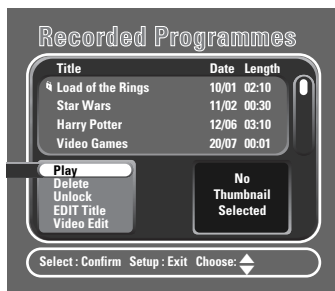 Recorded Programmes
Title Date Length
Load of the Rings 10/01 02:10
Star Wars 11/02 00:30
Harry Potter 12/06 03:10
Video Games 20/07 00:01
Play
Delete
Unlock
EDIT Title
Video Edit
No
Thumbnail
Selected
Select : Confirm Setup : Exit Choose: